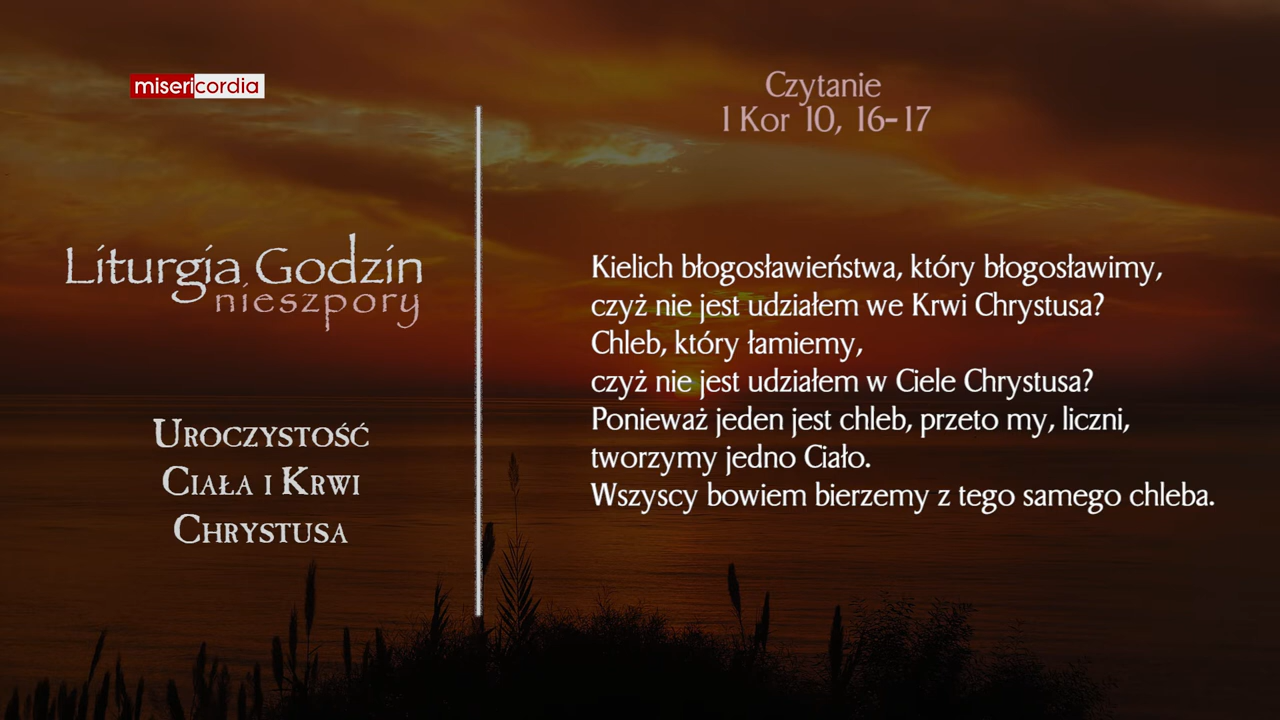 misericordia
Liturgia Godzin
nieszpory
Uroczystość
Ciała i Krwi
Chrystusa
Czytanie
1 Kor 10, 16-17
Kielich błogosławieństwa, który błogosławimy,
czyż nie jest udziałem we Krwi Chrystusa?
Chleb, który łamiemy,
czyż nie jest udziałem w Ciele Chrystusa?
Ponieważ jeden jest chleb, przeto my, liczni,
tworzymy jedno Ciało.
Wszyscy bowiem bierzemy z tego samego chleba.